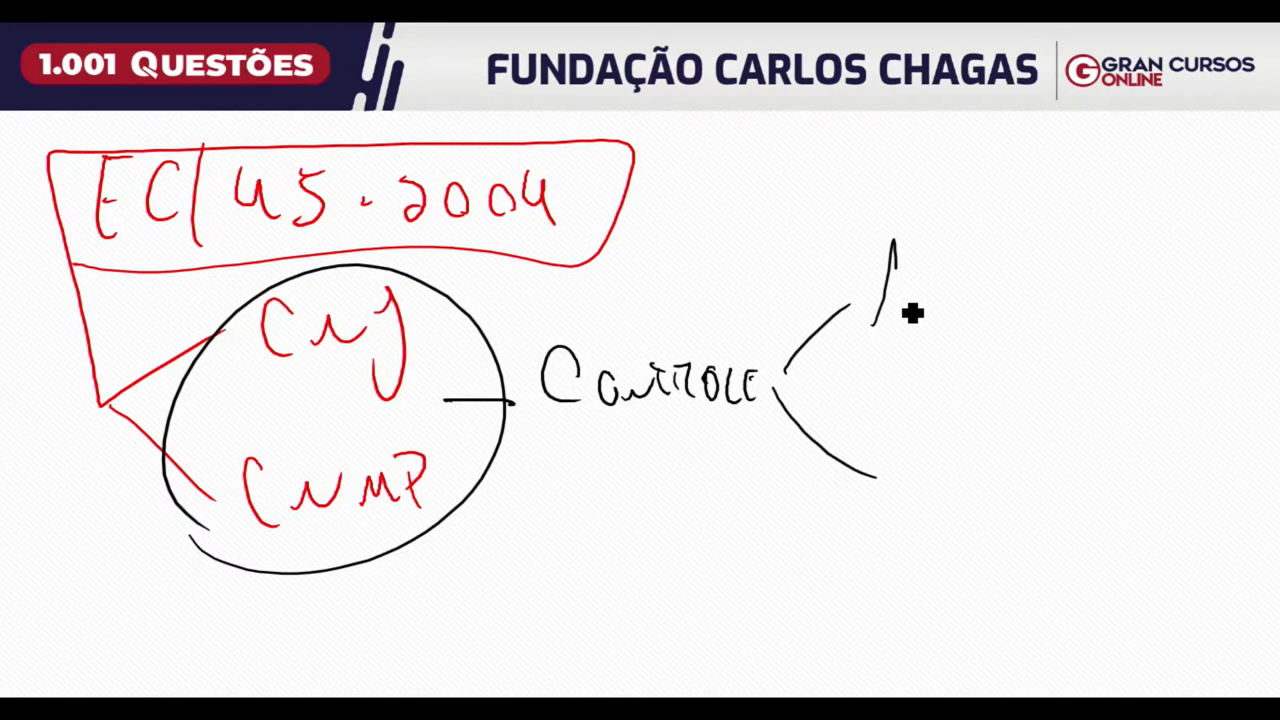 1.001 QUESTÕES
FUNDAÇÃO CARLOS CHAGAS
GRAN CURSOS
ONLINE
EC/45.2004
CNJ
CONTROLE
CNMP